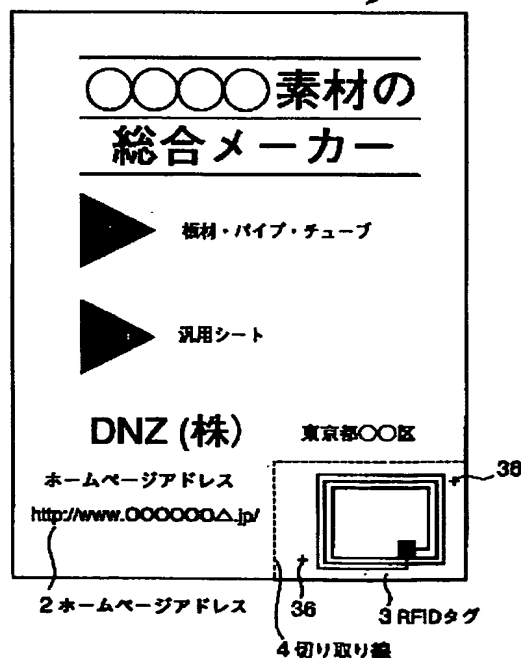 ○○○○素材の
総合メーカー
板材・パイプ・チューブ
汎用シート
DNZ (株)
東京都○○区
ホームページアドレス
http://www.OOOOOO△.jp/
38
2 ホームページアドレス
36
3 RFIDタグ
4 切り取り線